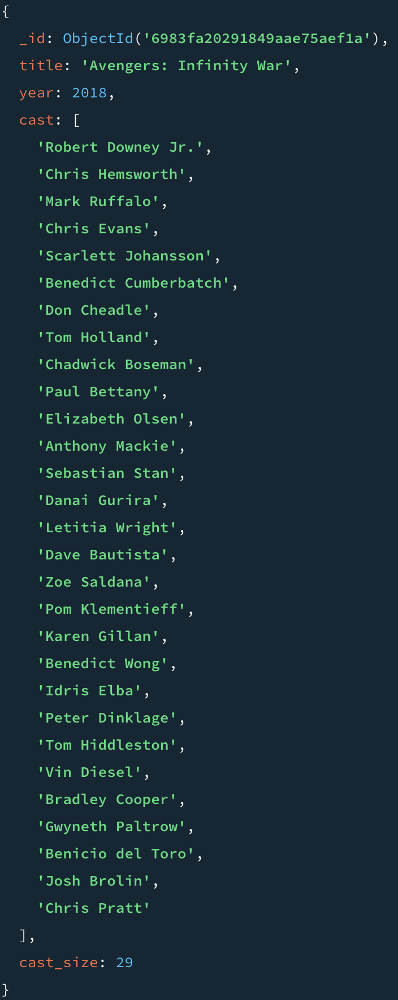 {
  _id: ObjectId('6983fa20291849aae75aef1a'),
  title: 'Avengers: Infinity War',
  year: 2018,
  cast: [
    'Robert Downey Jr.',
    'Chris Hemsworth',
    'Mark Ruffalo',
    'Chris Evans',
    'Scarlett Johansson',
    'Benedict Cumberbatch',
    'Don Cheadle',
    'Tom Holland',
    'Chadwick Boseman',
    'Paul Bettany',
    'Elizabeth Olsen',
    'Anthony Mackie',
    'Sebastian Stan',
    'Danai Gurira',
    'Letitia Wright',
    'Dave Bautista',
    'Zoe Saldana',
    'Pom Klementieff',
    'Karen Gillan',
    'Benedict Wong',
    'Idris Elba',
    'Peter Dinklage',
    'Tom Hiddleston',
    'Vin Diesel',
    'Bradley Cooper',
    'Gwyneth Paltrow',
    'Benicio del Toro',
    'Josh Brolin',
    'Chris Pratt'
  ],
  cast_size: 29
}